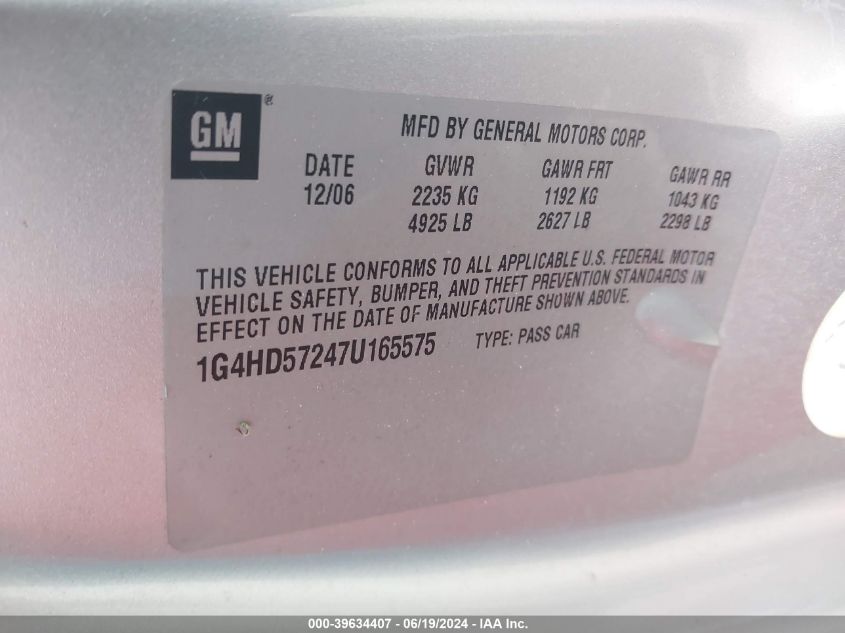 GM®
MFD BY GENERAL MOTORS CORP.
DATE GVWR GAWR FRT GAWR RR
12/06 2235 KG 1192 KG 1043 KG
4925 LB 2627 LB 2298 LB
THIS VEHICLE CONFORMS TO ALL APPLICABLE U.S. FEDERAL MOTOR
VEHICLE SAFETY, BUMPER, AND THEFT PREVENTION STANDARDS IN
EFFECT ON THE DATE OF MANUFACTURE SHOWN ABOVE.
1G4HD57247U165575 TYPE: PASS CAR
000-39634407 - 06/19/2024 - IAA Inc.